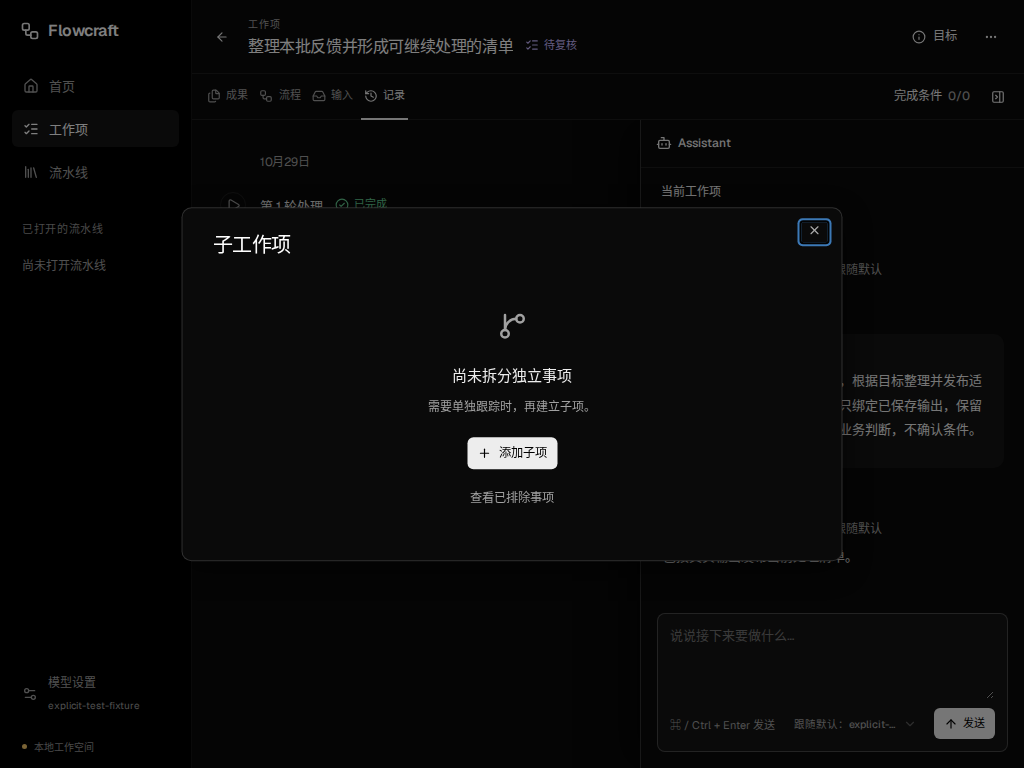 Flowcraft
首页
工作项
流水线
已打开的流水线
尚未打开流水线
模型设置
explicit-test-fixture
本地工作空间
工作项
整理本批反馈并形成可继续处理的清单
待复核
目标
成果
流程
输入
记录
完成条件 0/0
10月29日
第 1 轮处理
已完成
Assistant
当前工作项
随默认
，根据目标整理并发布适
只绑定已保存输出，保留
业务判断，不确认条件。
随默认
子工作项
尚未拆分独立事项
需要单独跟踪时，再建立子项。
添加子项
查看已排除事项
说说接下来要做什么...
⌘ / Ctrl + Enter 发送
跟随默认：explicit-...
发送